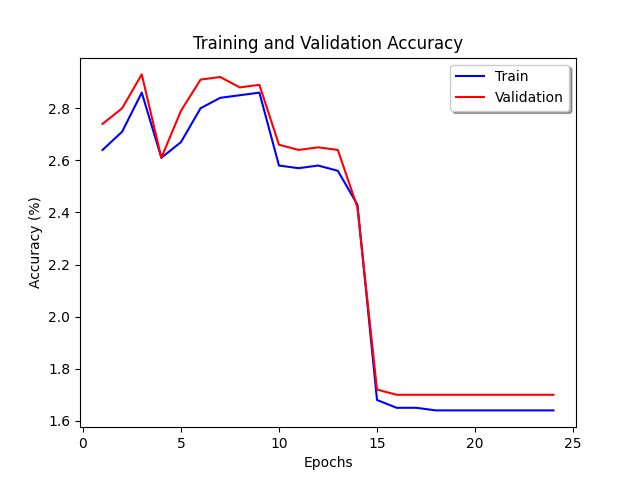 Training and Validation Accuracy
Train
Validation
Accuracy (%)
2.8
2.6
2.4
2.2
2.0
1.8
1.6
0 5 10 15 20 25
Epochs